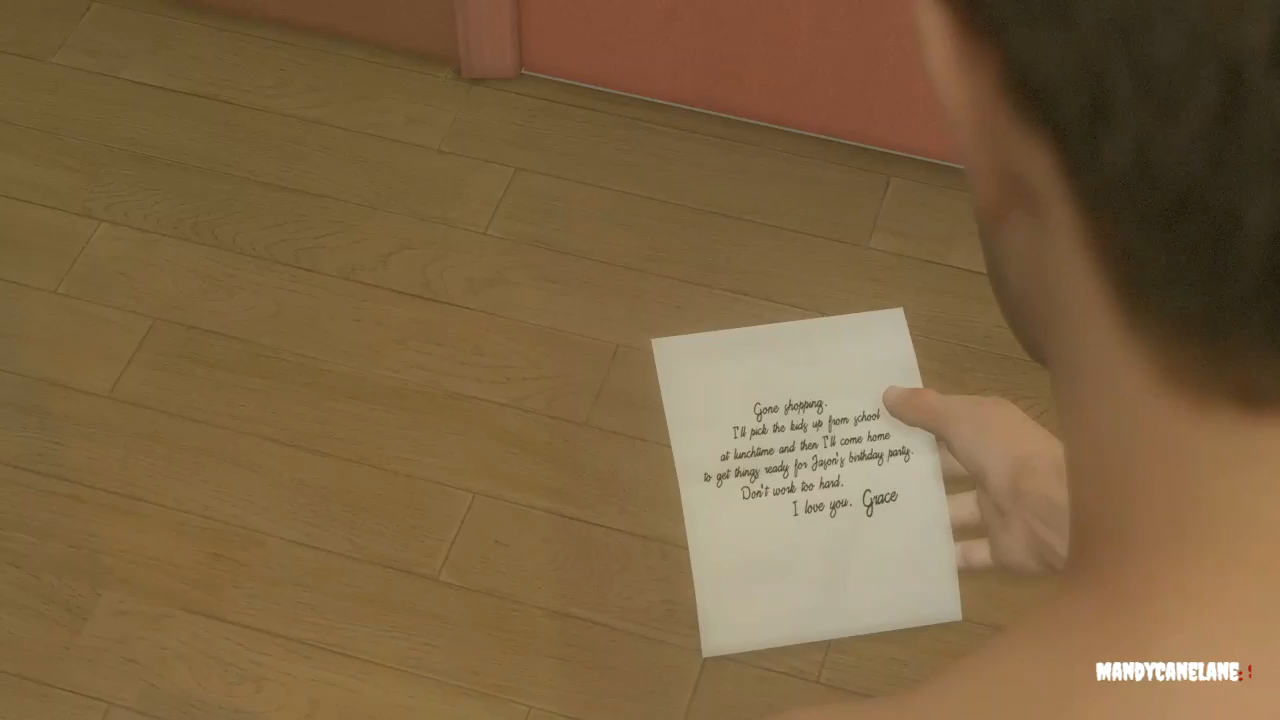 Gone shopping.
I'll pick the kids up from school
at lunchtime and then I'll come home
to get things ready for Jason's birthday party.
Don't work too hard.
I love you. Grace
MANDYCANELANE:!